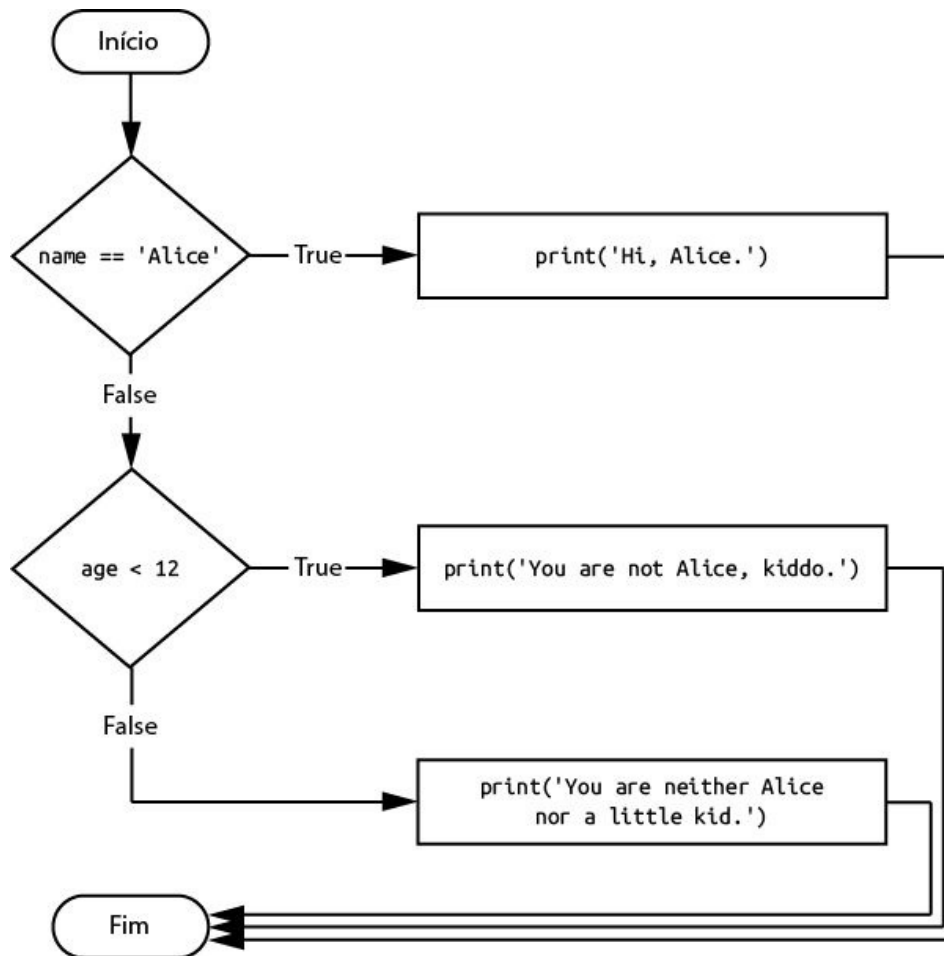 Início
name == 'Alice'
True
print('Hi, Alice.')
False
age < 12
True
print('You are not Alice, kiddo.')
False
print('You are neither Alice
nor a little kid.')
Fim